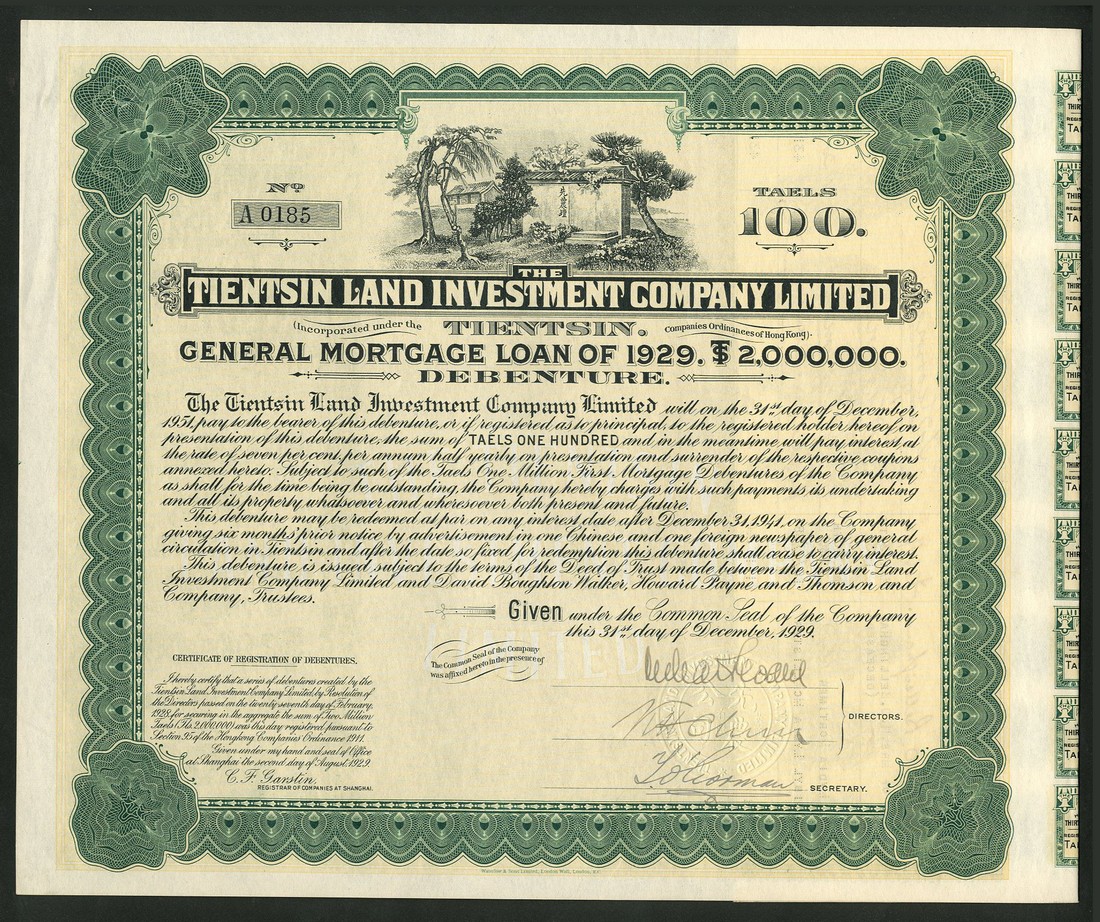 Nº
A 0185
TAELS
100.
THE
TIENTSIN LAND INVESTMENT COMPANY LIMITED
(Incorporated under the TIENTSIN. Companies Ordinances of Hong Kong).
GENERAL MORTGAGE LOAN OF 1929. T$ 2,000,000.
DEBENTURE.
The Tientsin Land Investment Company Limited will on the 31st day of December,
1951, pay to the bearer of this debenture, or if registered as to principal, to the registered holder hereof on
presentation of this debenture, the sum of TAELS ONE HUNDRED and in the meantime will pay interest at
the rate of seven per cent, per annum half yearly on presentation and surrender of the respective coupons
annexed hereto. Subject to such of the Taels One Million First Mortgage Debentures of the Company
as shall for the time being be outstanding, the Company hereby charges with such payments its undertaking
and all its property whatsoever and wheresoever both present and future.
This debenture may be redeemed at par on any interest date after December 31, 1941, on the Company
giving six months' prior notice by advertisement in one Chinese and one foreign newspaper of general
circulation in Tientsin and after the date so fixed for redemption this debenture shall cease to carry interest.
This debenture is issued subject to the terms of the Deed of Trust made between the Tientsin Land
Investment Company Limited and David Boughton Walker, Howard Payne and Thomson and
Company, Trustees.
Given under the Common Seal of the Company
this 31st day of December, 1929.
The Common Seal of the Company
was affixed hereto in the presence of
DIRECTORS.
SECRETARY.
CERTIFICATE OF REGISTRATION OF DEBENTURES.
I hereby certify that a series of debentures created by the
Tientsin Land Investment Company Limited, by Resolution of
the Directors passed on the twenty seventh day of February,
1928, for securing in the aggregate the sum of Two Million
Taels (Tls. 2,000,000) was this day registered pursuant to
Section 95 of the Hongkong Companies Ordinance 1911.
Given under my hand and seal of Office
at Shanghai the second day of August 1929.
C. F. Garstin.
REGISTRAR OF COMPANIES AT SHANGHAI.
Waterlow & Sons Limited, London Wall, London, E.C.